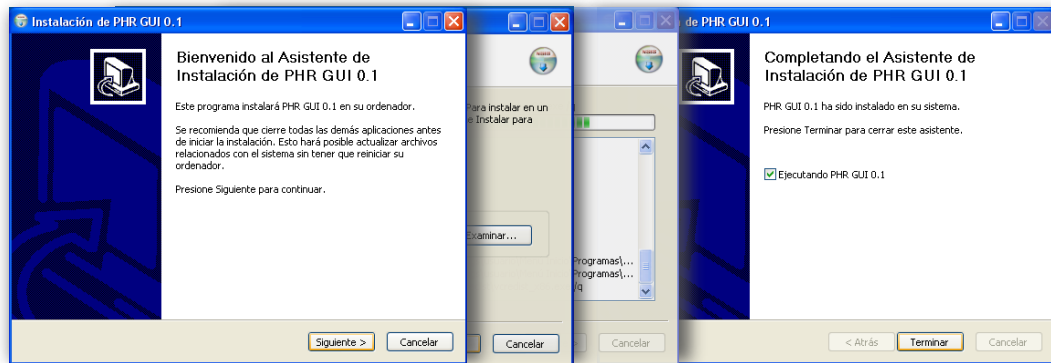 Instalación de PHR GUI 0.1
Bienvenido al Asistente de
Instalación de PHR GUI 0.1
Este programa instalará PHR GUI 0.1 en su ordenador.
Se recomienda que cierre todas las demás aplicaciones antes
de iniciar la instalación. Esto hará posible actualizar archivos
relacionados con el sistema sin tener que reiniciar su
ordenador.
Presione Siguiente para continuar.
Siguiente >
Cancelar
Para instalar en un
e Instalar para
Examinar...
Cancelar
Programas\...
Programas\...
/q
Cancelar
de PHR GUI 0.1
Completando el Asistente de
Instalación de PHR GUI 0.1
PHR GUI 0.1 ha sido instalado en su sistema.
Presione Terminar para cerrar este asistente.
Ejecutando PHR GUI 0.1
< Atrás
Terminar
Cancelar